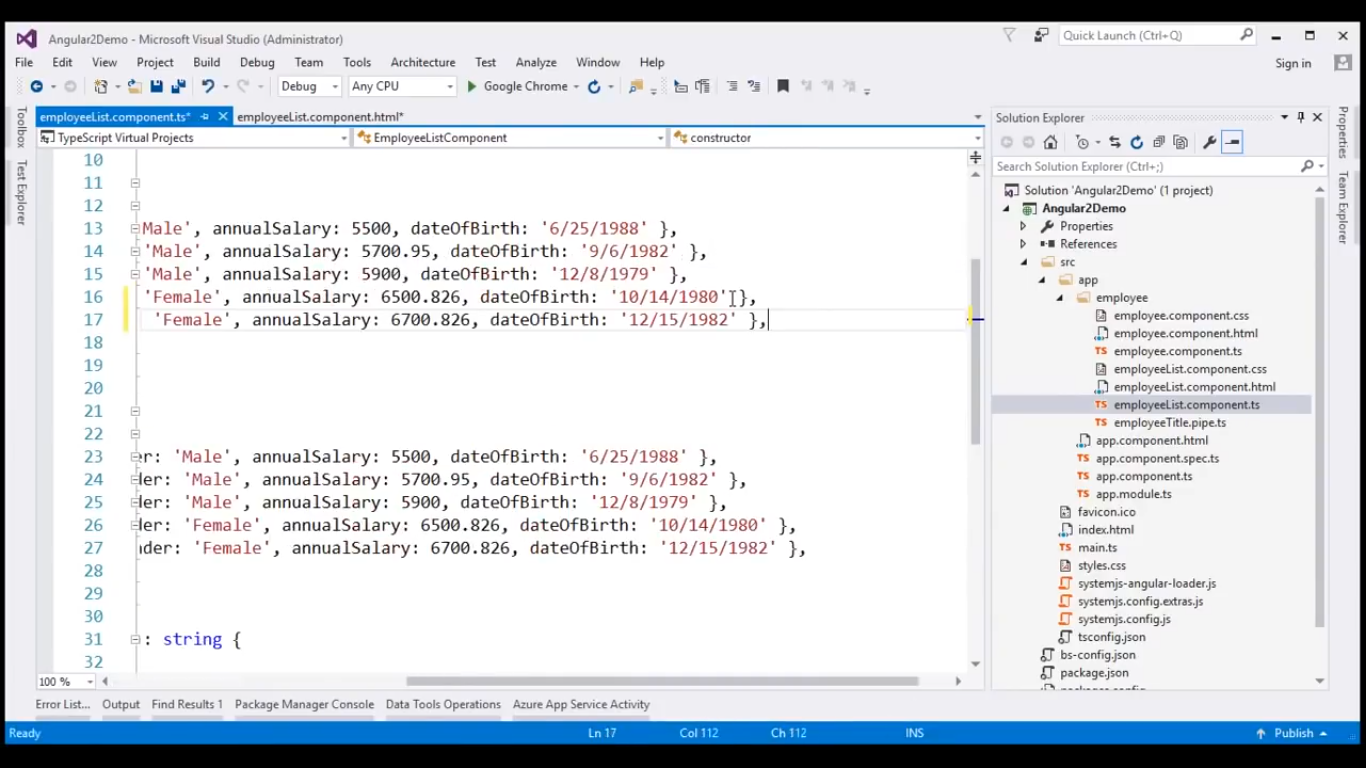 Angular2Demo - Microsoft Visual Studio (Administrator)
Quick Launch (Ctrl+Q)
File Edit View Project Build Debug Team Tools Architecture Test Analyze Window Help
Sign in
Debug Any CPU Google Chrome
employeeList.component.ts* employeeList.component.html*
TypeScript Virtual Projects EmployeeListComponent constructor
Toolbox
Test Explorer
10
11
12
13 Male', annualSalary: 5500, dateOfBirth: '6/25/1988' },
14 'Male', annualSalary: 5700.95, dateOfBirth: '9/6/1982' },
15 'Male', annualSalary: 5900, dateOfBirth: '12/8/1979' },
16 'Female', annualSalary: 6500.826, dateOfBirth: '10/14/1980' },
17 'Female', annualSalary: 6700.826, dateOfBirth: '12/15/1982' },
18
19
20
21
22
23 er: 'Male', annualSalary: 5500, dateOfBirth: '6/25/1988' },
24 der: 'Male', annualSalary: 5700.95, dateOfBirth: '9/6/1982' },
25 der: 'Male', annualSalary: 5900, dateOfBirth: '12/8/1979' },
26 der: 'Female', annualSalary: 6500.826, dateOfBirth: '10/14/1980' },
27 nder: 'Female', annualSalary: 6700.826, dateOfBirth: '12/15/1982' },
28
29
30
31 : string {
32
100 %
Solution Explorer
Search Solution Explorer (Ctrl+;)
Solution 'Angular2Demo' (1 project)
Angular2Demo
Properties
References
src
app
employee
employee.component.css
employee.component.html
employee.component.ts
employeeList.component.css
employeeList.component.html
employeeList.component.ts
employeeTitle.pipe.ts
app.component.html
app.component.spec.ts
app.component.ts
app.module.ts
favicon.ico
index.html
main.ts
styles.css
systemjs-angular-loader.js
systemjs.config.extras.js
systemjs.config.js
tsconfig.json
bs-config.json
package.json
Properties
Team Explorer
Error List... Output Find Results 1 Package Manager Console Data Tools Operations Azure App Service Activity
Ready Ln 17 Col 112 Ch 112 INS Publish